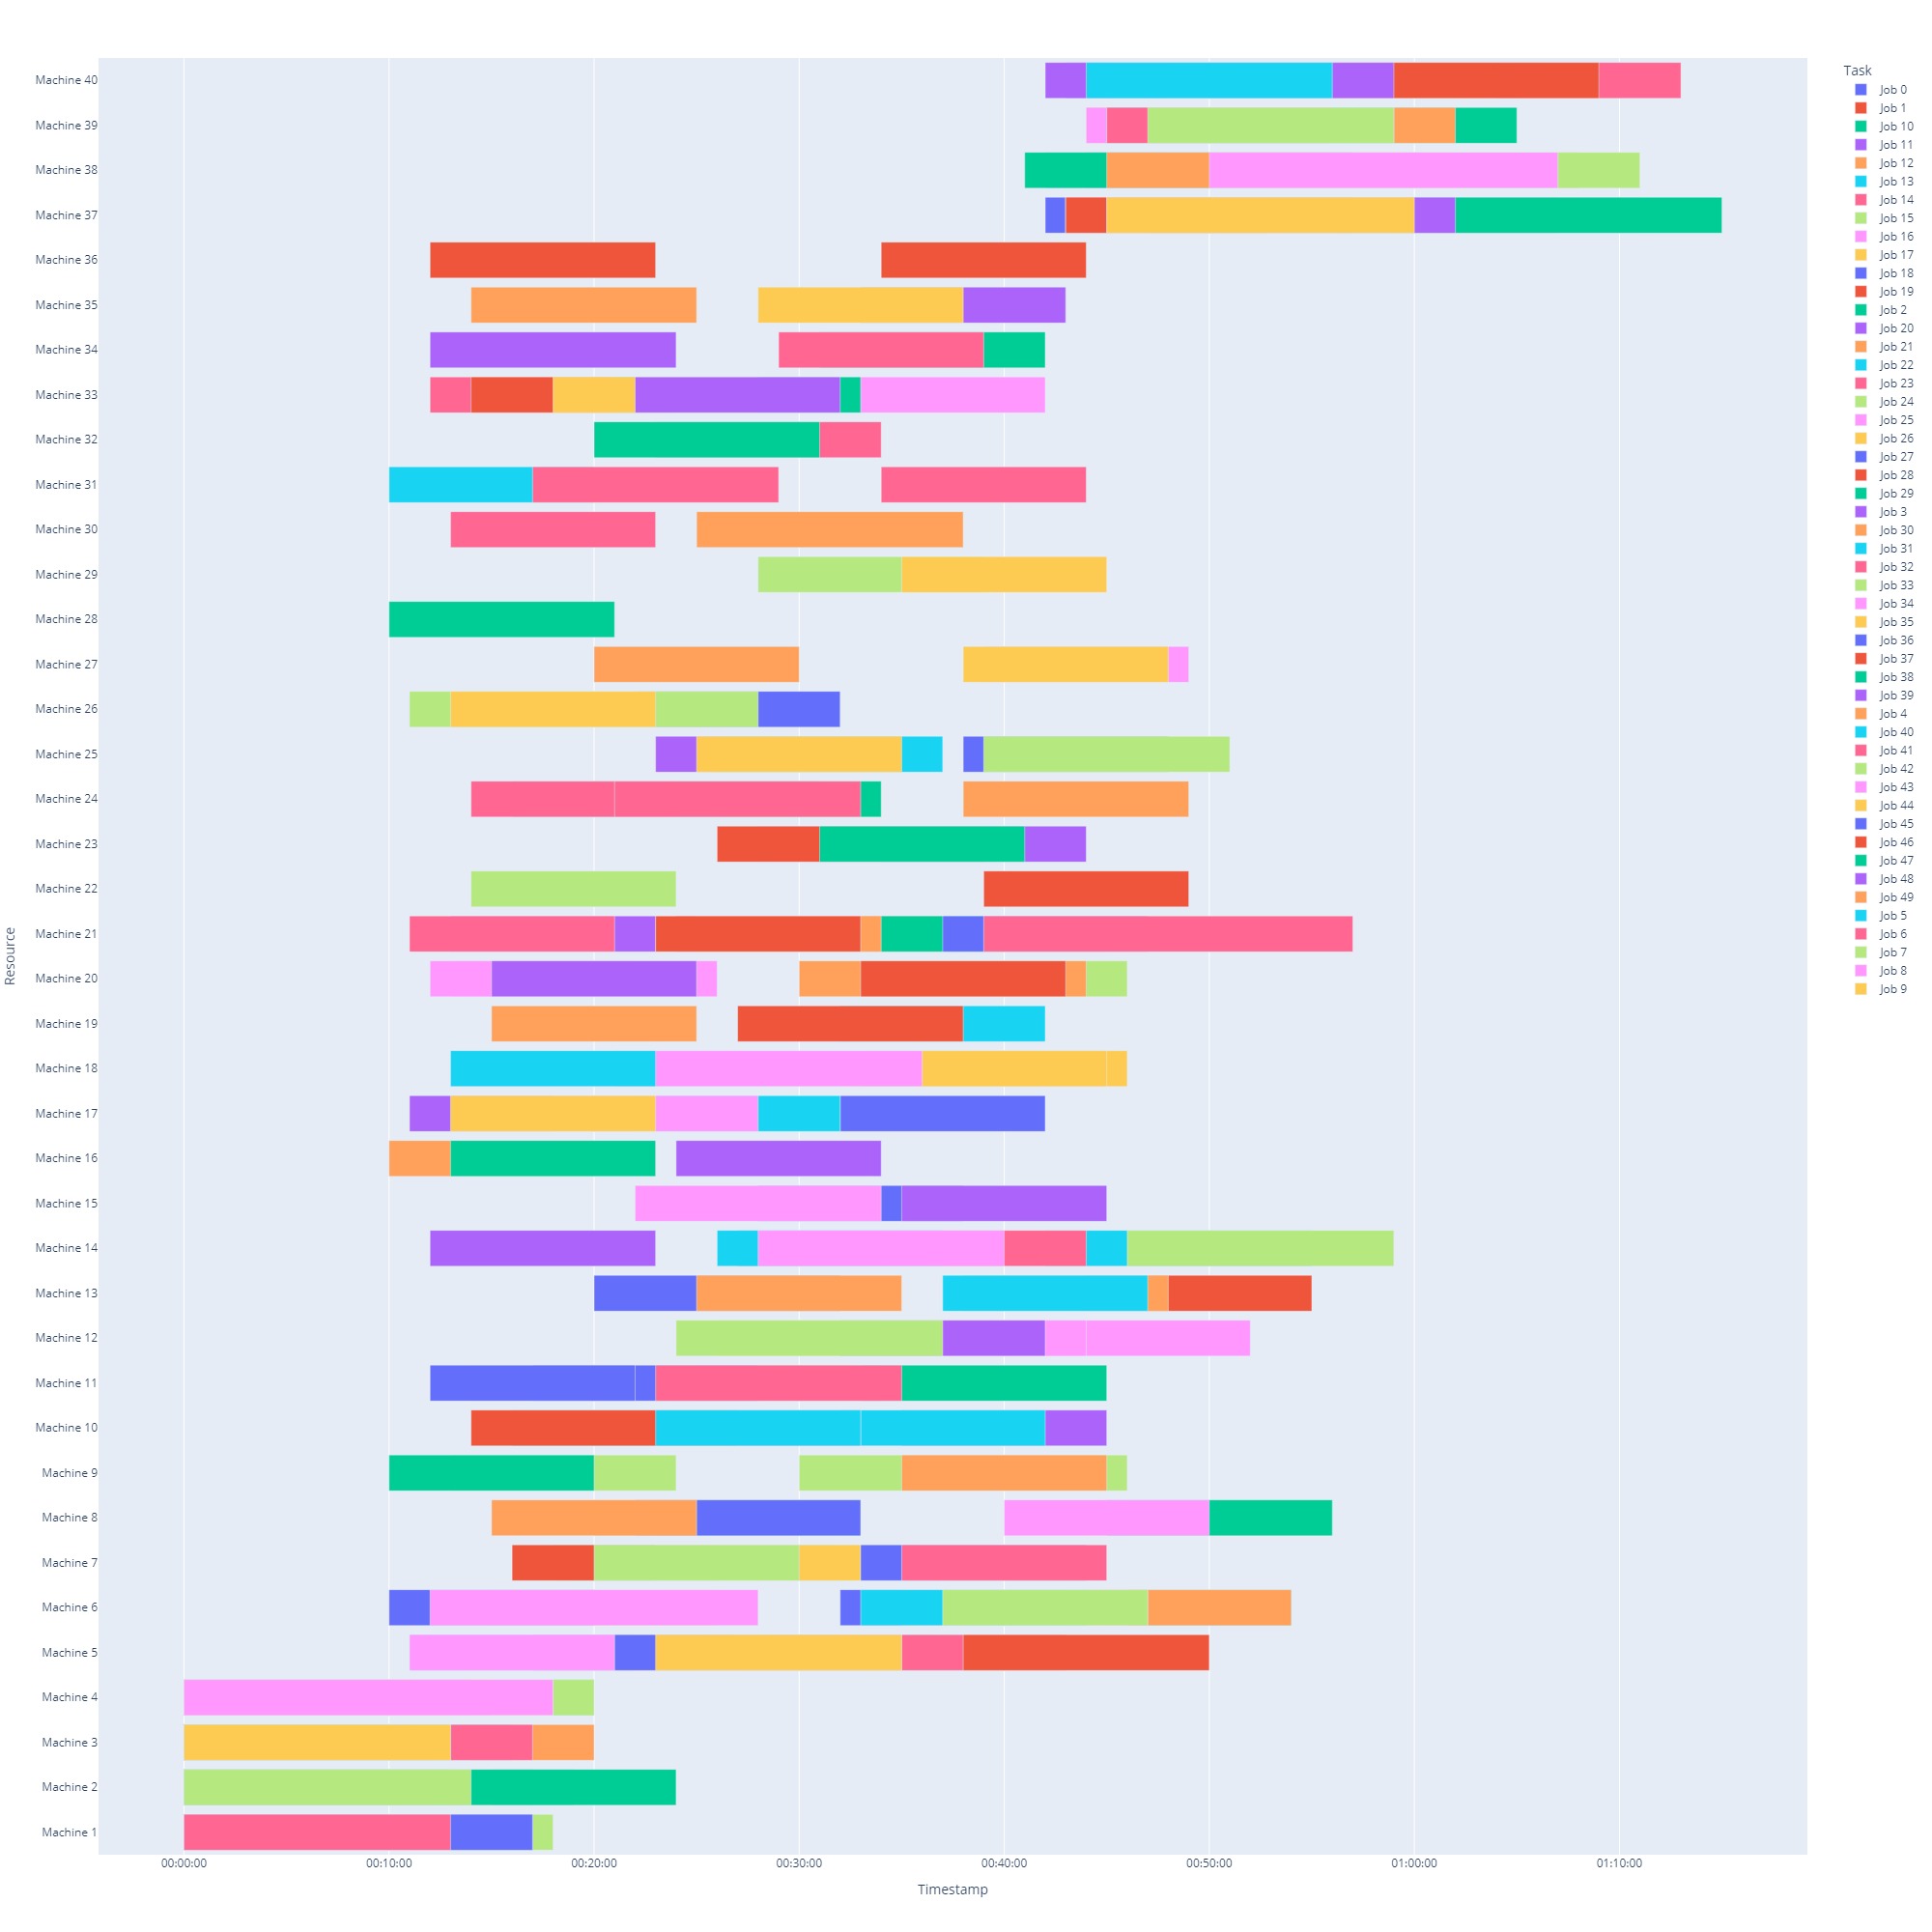 Machine 40
Machine 39
Machine 38
Machine 37
Machine 36
Machine 35
Machine 34
Machine 33
Machine 32
Machine 31
Machine 30
Machine 29
Machine 28
Machine 27
Machine 26
Machine 25
Machine 24
Machine 23
Machine 22
Machine 21
Machine 20
Machine 19
Machine 18
Machine 17
Machine 16
Machine 15
Machine 14
Machine 13
Machine 12
Machine 11
Machine 10
Machine 9
Machine 8
Machine 7
Machine 6
Machine 5
Machine 4
Machine 3
Machine 2
Machine 1
Resource
00:00:00 00:10:00 00:20:00 00:30:00 00:40:00 00:50:00 01:00:00 01:10:00
Timestamp
Task
Job 0
Job 1
Job 10
Job 11
Job 12
Job 13
Job 14
Job 15
Job 16
Job 17
Job 18
Job 19
Job 2
Job 20
Job 21
Job 22
Job 23
Job 24
Job 25
Job 26
Job 27
Job 28
Job 29
Job 3
Job 30
Job 31
Job 32
Job 33
Job 34
Job 35
Job 36
Job 37
Job 38
Job 39
Job 4
Job 40
Job 41
Job 42
Job 43
Job 44
Job 45
Job 46
Job 47
Job 48
Job 49
Job 5
Job 6
Job 7
Job 8
Job 9